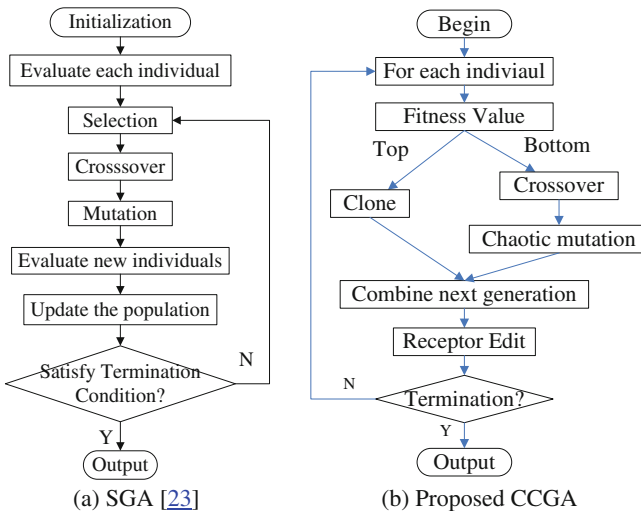 Initialization
Evaluate each individual
Selection
Crosssover
Mutation
Evaluate new individuals
Update the population
Satisfy Termination
Condition?
N
Y
Output
(a) SGA [23]
Begin
For each indiviaul
Fitness Value
Top
Bottom
Clone
Crossover
Chaotic mutation
Combine next generation
Receptor Edit
Termination?
N
Y
Output
(b) Proposed CCGA